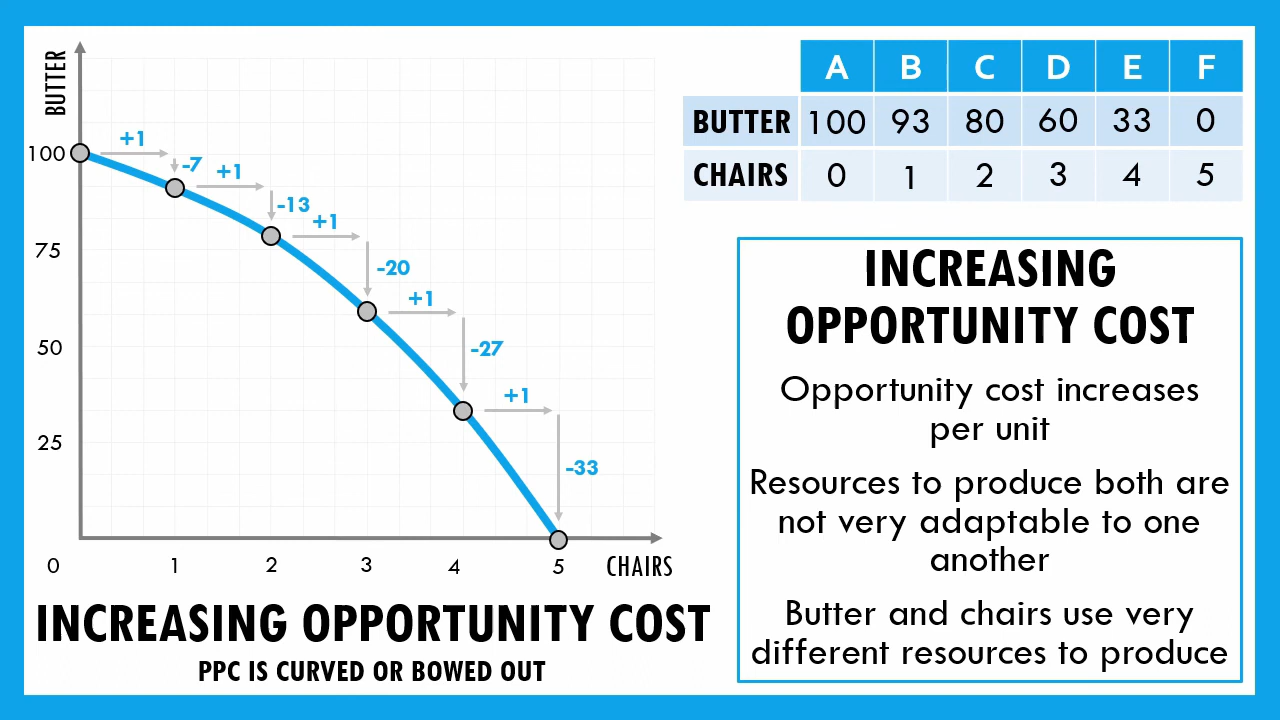 BUTTER
100
75
50
25
0
1
2
3
4
5
CHAIRS
+1
-7
+1
-13
+1
-20
+1
-27
+1
-33
INCREASING OPPORTUNITY COST
PPC IS CURVED OR BOWED OUT
A B C D E F
BUTTER 100 93 80 60 33 0
CHAIRS 0 1 2 3 4 5
INCREASING
OPPORTUNITY COST
Opportunity cost increases
per unit
Resources to produce both are
not very adaptable to one
another
Butter and chairs use very
different resources to produce